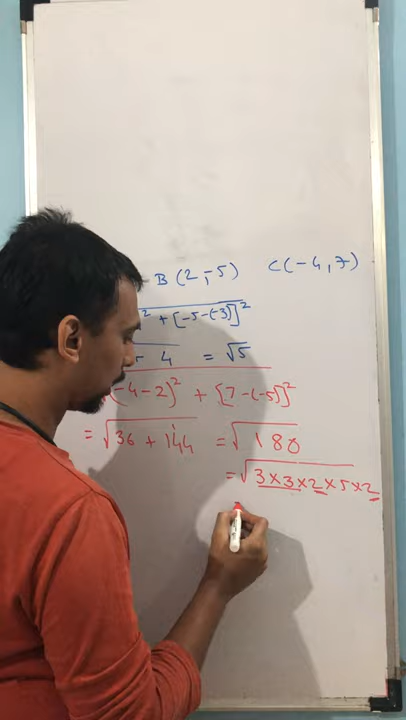 B (2,-5) C(-4,7)
² + [-5-(-3)]²
- 4 = √5
(-4-2)² + [7-(-5)]²
= √36 + 144 = √180
= √3×3×2×5×2